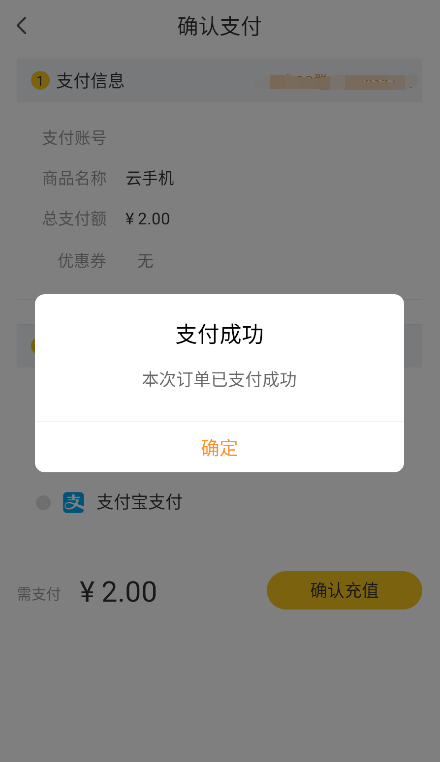 确认支付
1 支付信息
支付账号
商品名称 云手机
总支付额 ¥ 2.00
优惠券 无
支付成功
本次订单已支付成功
确定
支付宝支付
需支付 ¥ 2.00 确认充值